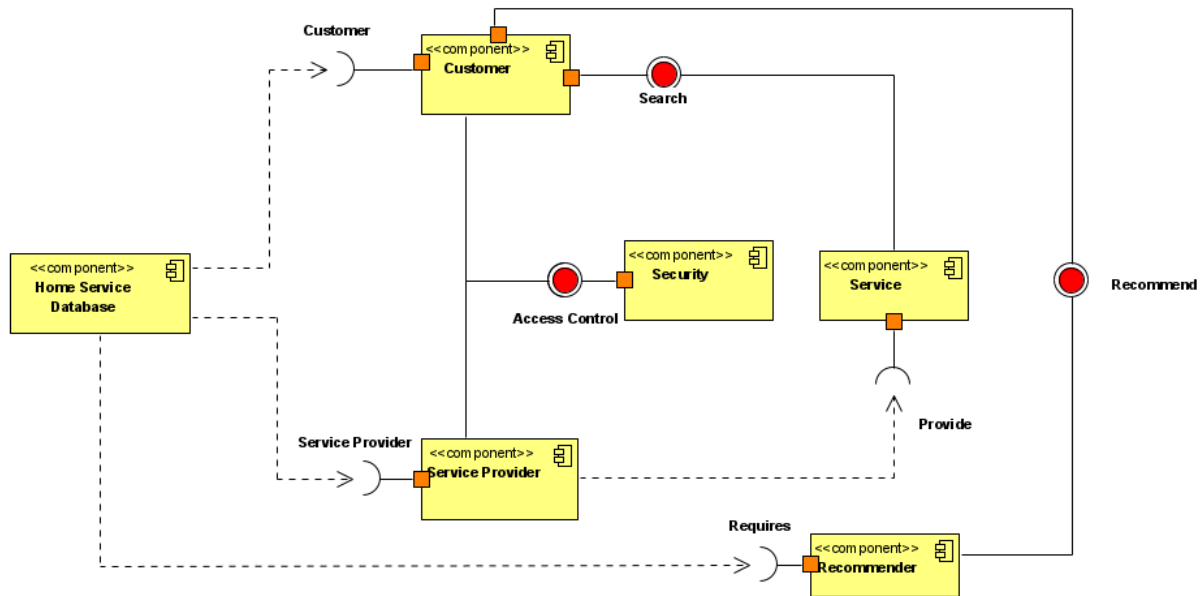 Customer
<<component>>
Customer
Search
<<component>>
Home Service
Database
<<component>>
Security
Access Control
<<component>>
Service
Recommend
Service Provider
<<component>>
Service Provider
Provide
Requires
<<component>>
Recommender